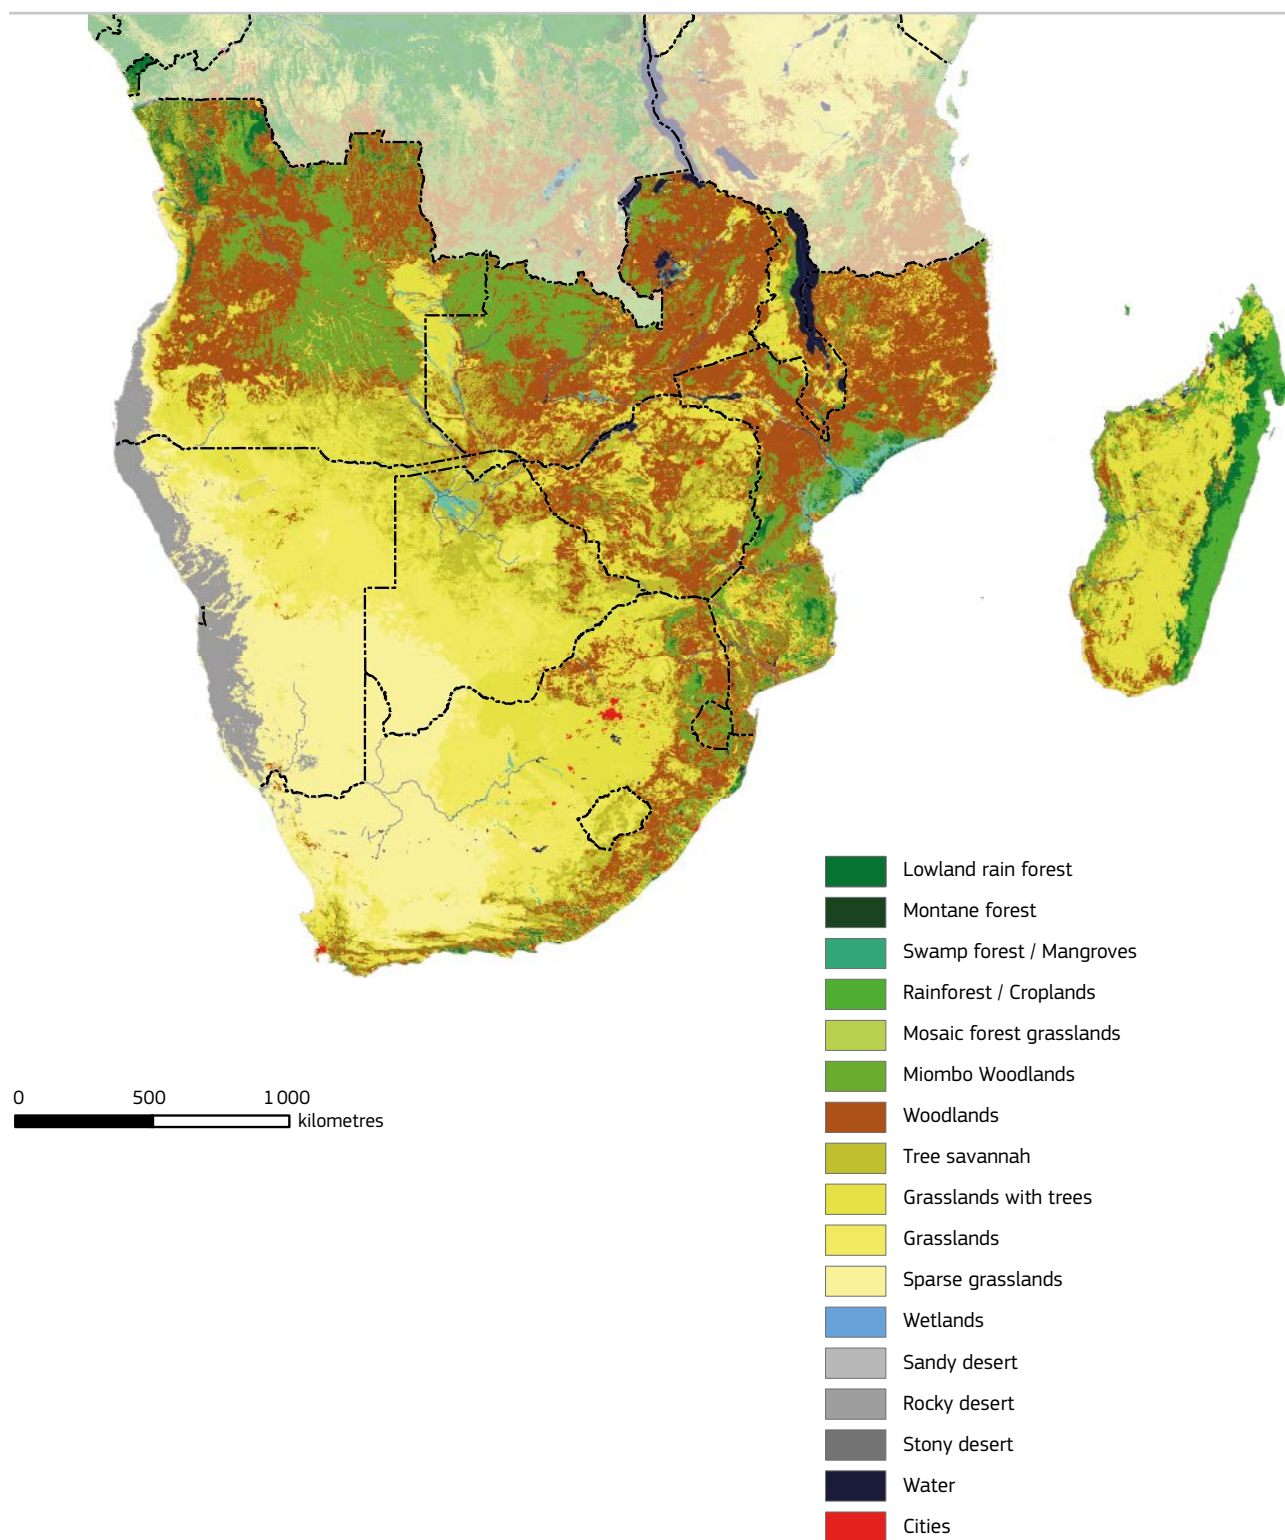 Lowland rain forest
Montane forest
Swamp forest / Mangroves
Rainforest / Croplands
Mosaic forest grasslands
Miombo Woodlands
Woodlands
Tree savannah
Grasslands with trees
Grasslands
Sparse grasslands
Wetlands
Sandy desert
Rocky desert
Stony desert
Water
Cities
0 500 1 000
kilometres